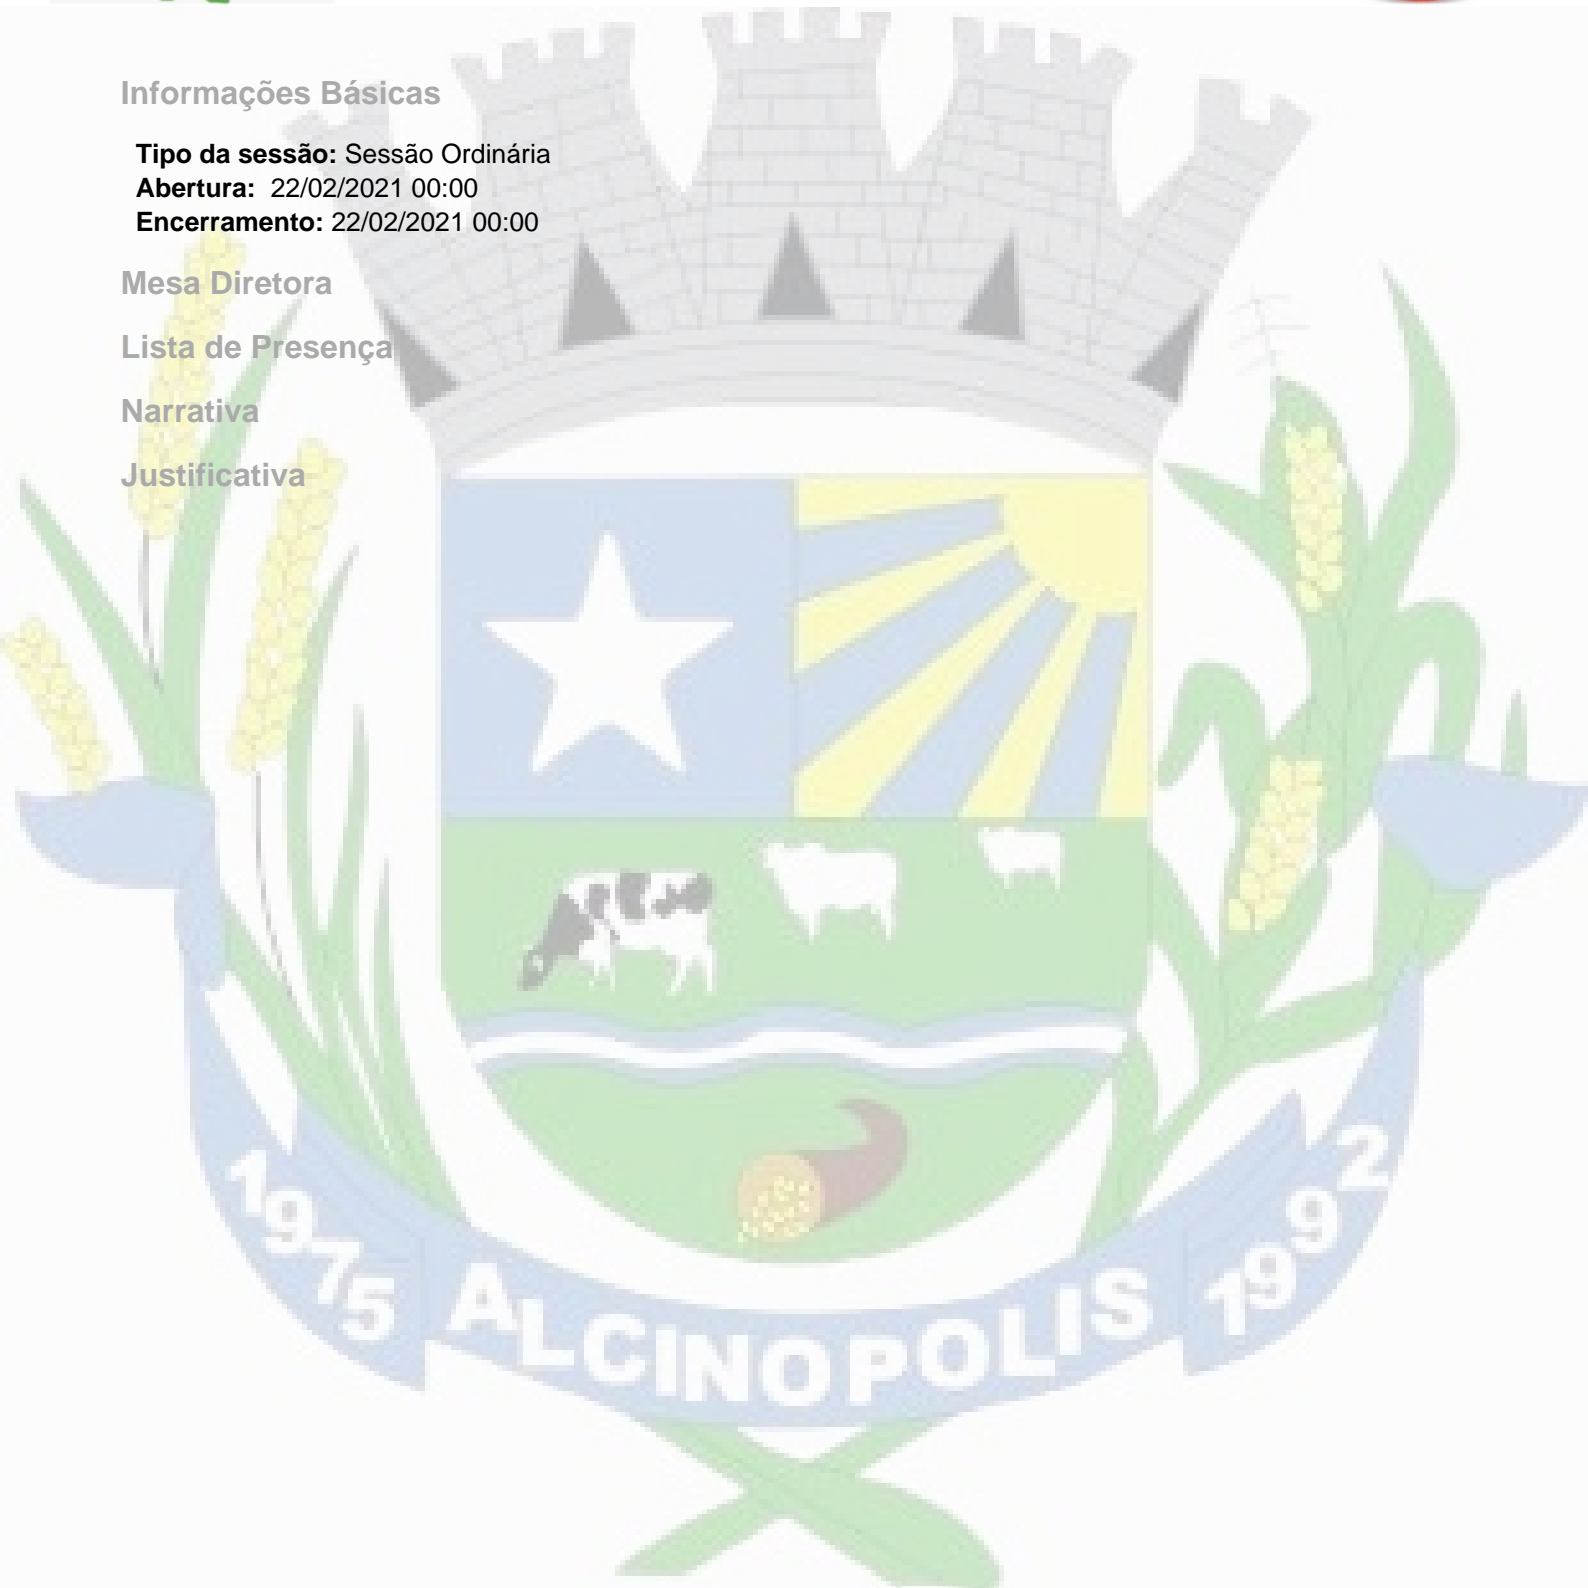 Informações Básicas
Tipo da sessão: Sessão Ordinária
Abertura: 22/02/2021 00:00
Encerramento: 22/02/2021 00:00
Mesa Diretora
Lista de Presença
Narrativa
Justificativa
1975 ALCINOPOLIS 1992